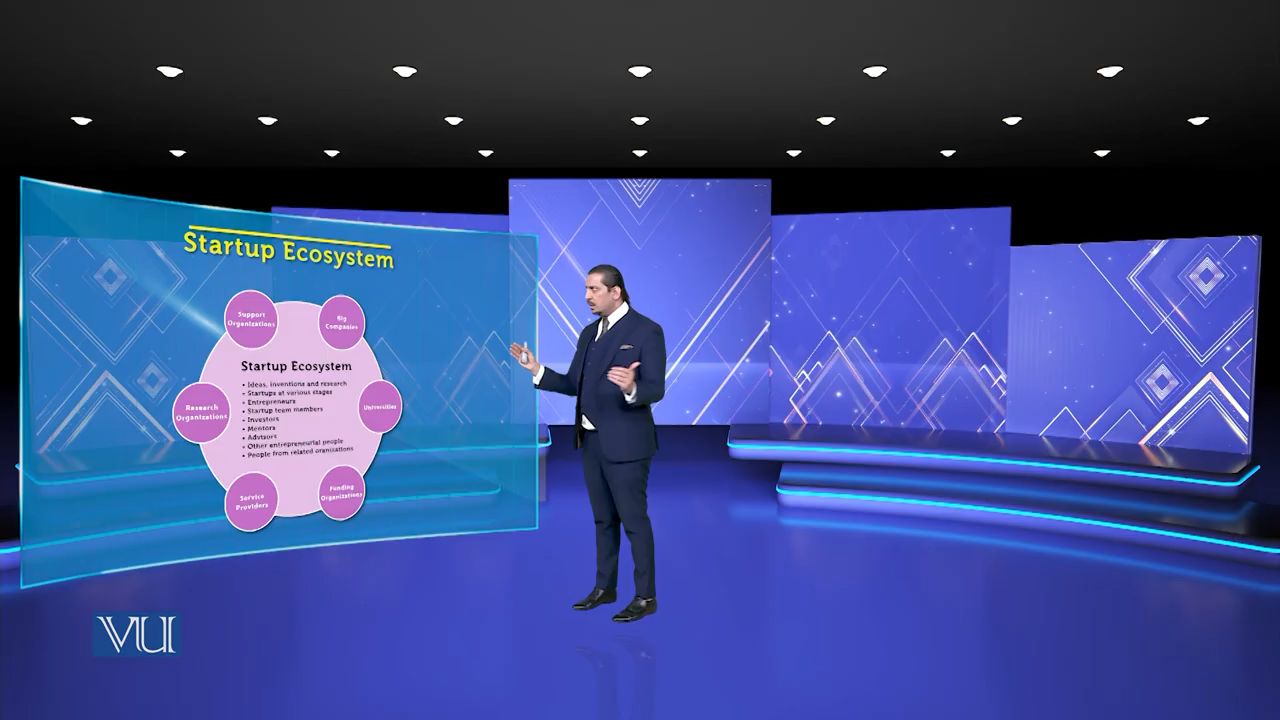 Startup Ecosystem
Support
Organizations
Big
Companies
Research
Organizations
Universities
Startup Ecosystem
• Ideas, inventions and research
• Startups at various stages
• Entrepreneurs
• Startup team members
• Investors
• Mentors
• Advisors
• Other entrepreneurial people
• People from related oranisations
Service
Providers
Funding
Organizations
VU